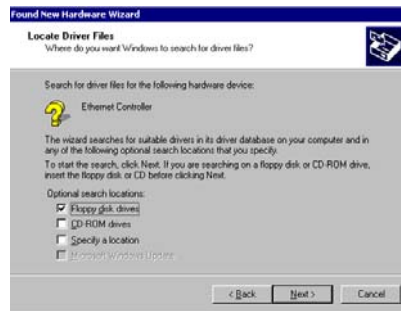 Found New Hardware Wizard
Locate Driver Files
Where do you want Windows to search for driver files?
Search for driver files for the following hardware device:
Ethernet Controller
The wizard searches for suitable drivers in its driver database on your computer and in
any of the following optional search locations that you specify.
To start the search, click Next. If you are searching on a floppy disk or CD-ROM drive,
insert the floppy disk or CD before clicking Next.
Optional search locations:
Floppy disk drives
CD-ROM drives
Specify a location
Microsoft Windows Update
< Back
Next >
Cancel